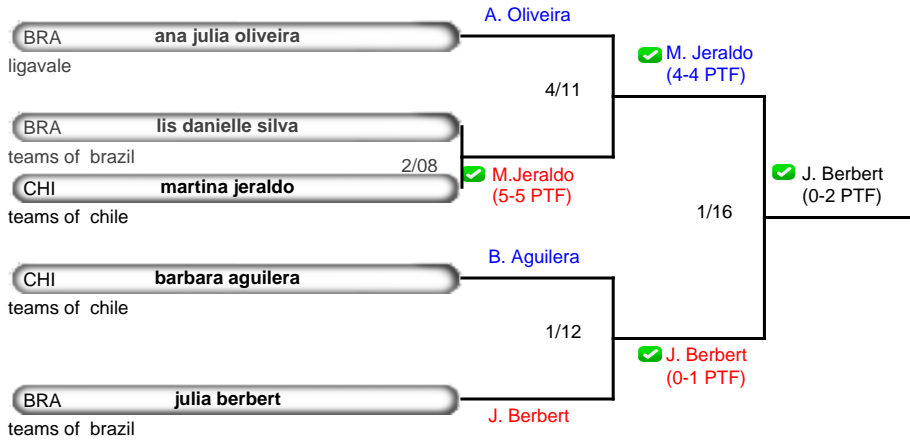 A. Oliveira
BRA ana julia oliveira
ligavale
M. Jeraldo
(4-4 PTF)
4/11
BRA lis danielle silva
teams of brazil
2/08
CHI martina jeraldo
teams of chile
M.Jeraldo
(5-5 PTF)
J. Berbert
(0-2 PTF)
1/16
B. Aguilera
CHI barbara aguilera
teams of chile
1/12
J. Berbert
(0-1 PTF)
BRA julia berbert
teams of brazil
J. Berbert